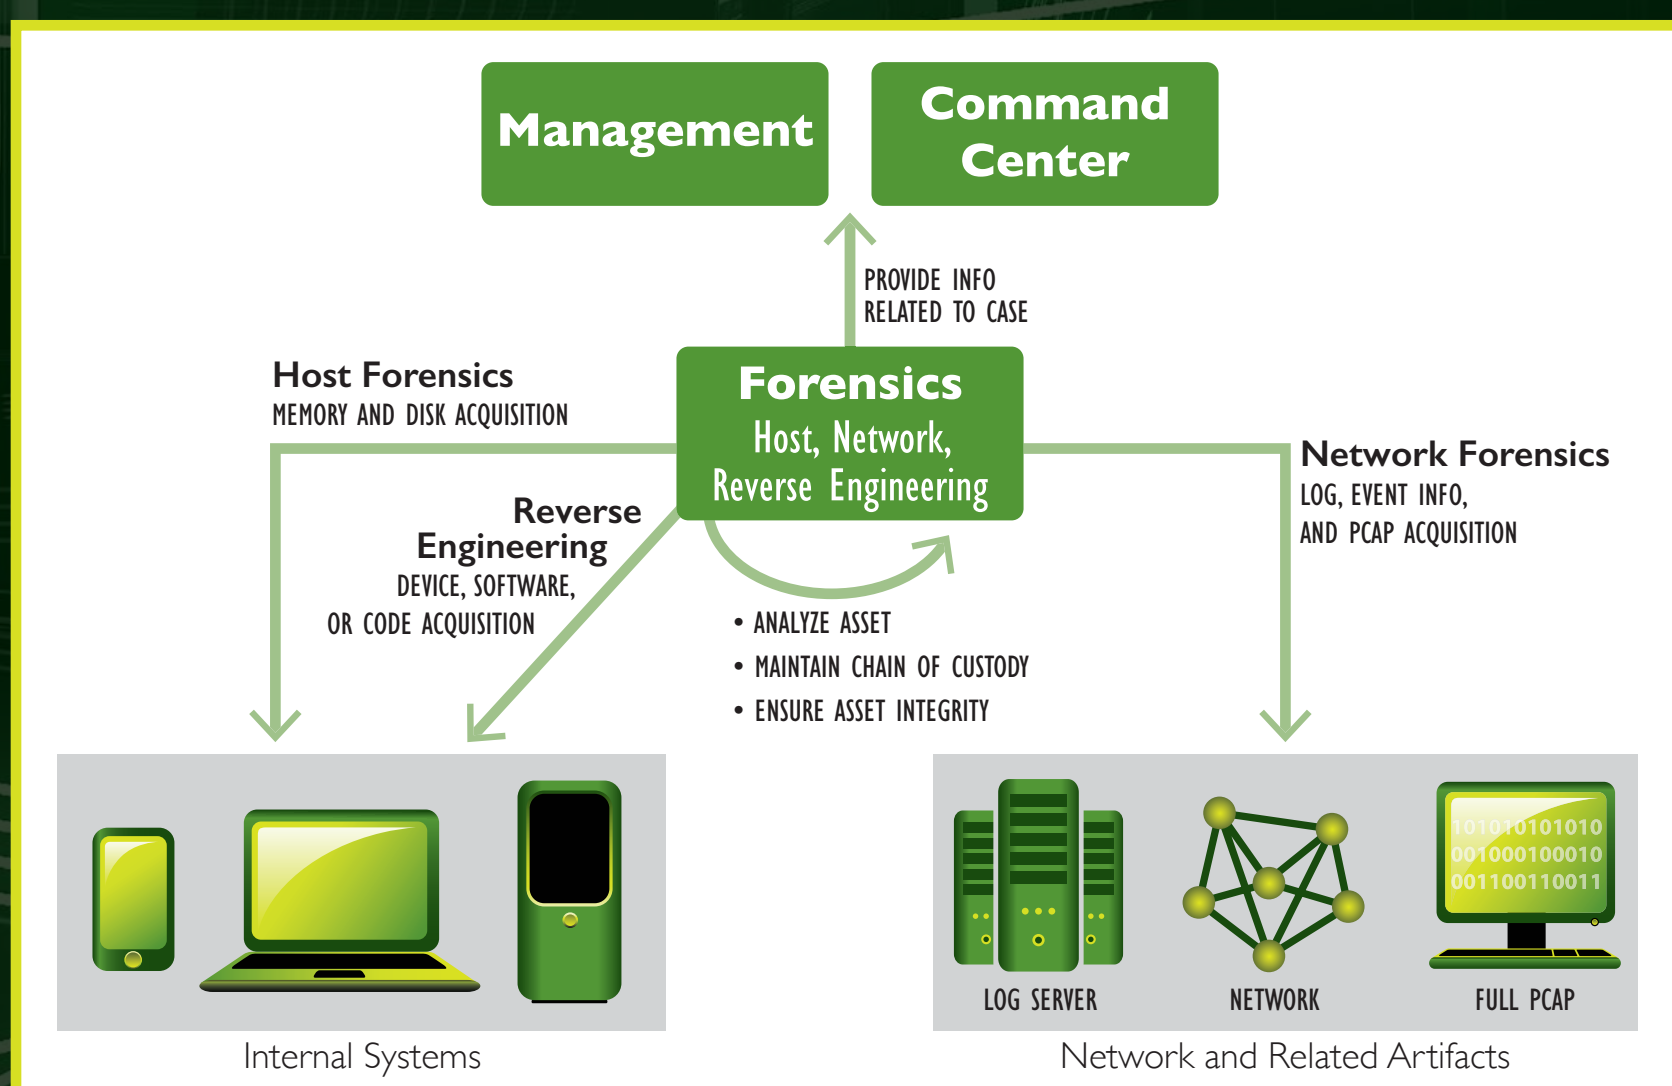 Management
Command
Center
PROVIDE INFO
RELATED TO CASE
Host Forensics
MEMORY AND DISK ACQUISITION
Forensics
Host, Network,
Reverse Engineering
Network Forensics
LOG, EVENT INFO,
AND PCAP ACQUISITION
Reverse
Engineering
DEVICE, SOFTWARE,
OR CODE ACQUISITION
• ANALYZE ASSET
• MAINTAIN CHAIN OF CUSTODY
• ENSURE ASSET INTEGRITY
101010101010
001000100010
001100110011
LOG SERVER
NETWORK
FULL PCAP
Internal Systems
Network and Related Artifacts